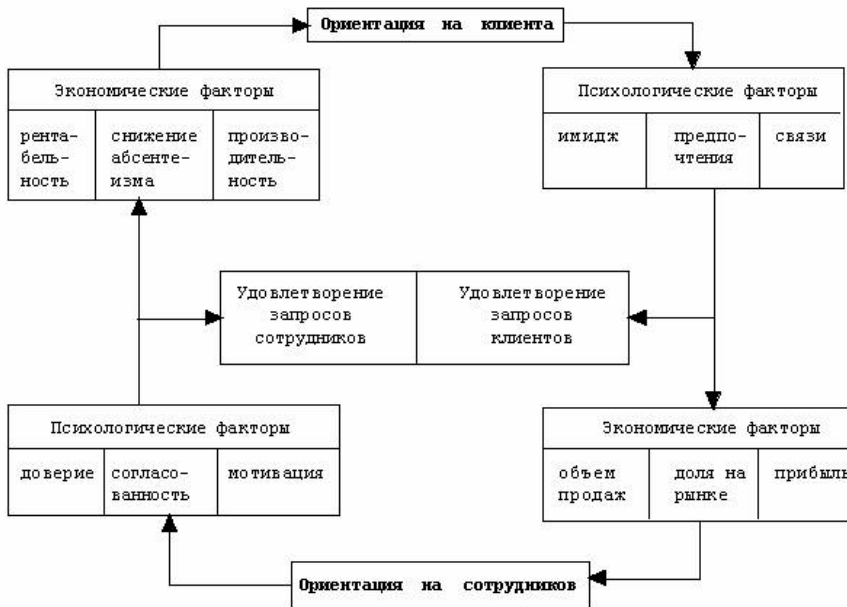 Ориентация на клиента
Экономические факторы
рента-
бель-
ность
снижение
абсенте-
изма
произво-
дитель-
ность
Психологические факторы
имидж
предпо-
чтения
связи
Удовлетворение
запросов
сотрудников
Удовлетворение
запросов
клиентов
Психологические факторы
доверие
согласо-
ванность
мотивация
Экономические факторы
объем
продаж
доля на
рынке
прибыль
Ориентация на сотрудников